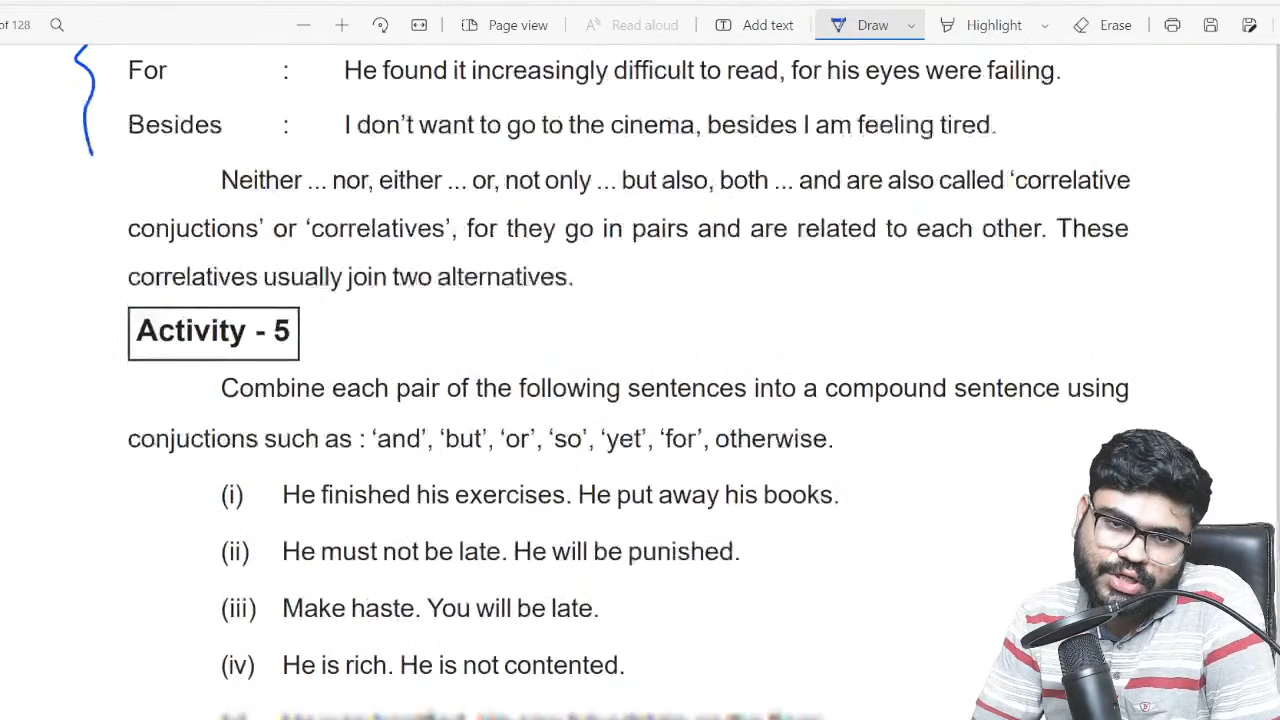 of 128 Page view Read aloud Add text Draw Highlight Erase
For : He found it increasingly difficult to read, for his eyes were failing.
Besides : I don’t want to go to the cinema, besides I am feeling tired.
Neither ... nor, either ... or, not only ... but also, both ... and are also called ‘correlative
conjuctions’ or ‘correlatives’, for they go in pairs and are related to each other. These
correlatives usually join two alternatives.
Activity - 5
Combine each pair of the following sentences into a compound sentence using
conjuctions such as : ‘and’, ‘but’, ‘or’, ‘so’, ‘yet’, ‘for’, otherwise.
(i) He finished his exercises. He put away his books.
(ii) He must not be late. He will be punished.
(iii) Make haste. You will be late.
(iv) He is rich. He is not contented.